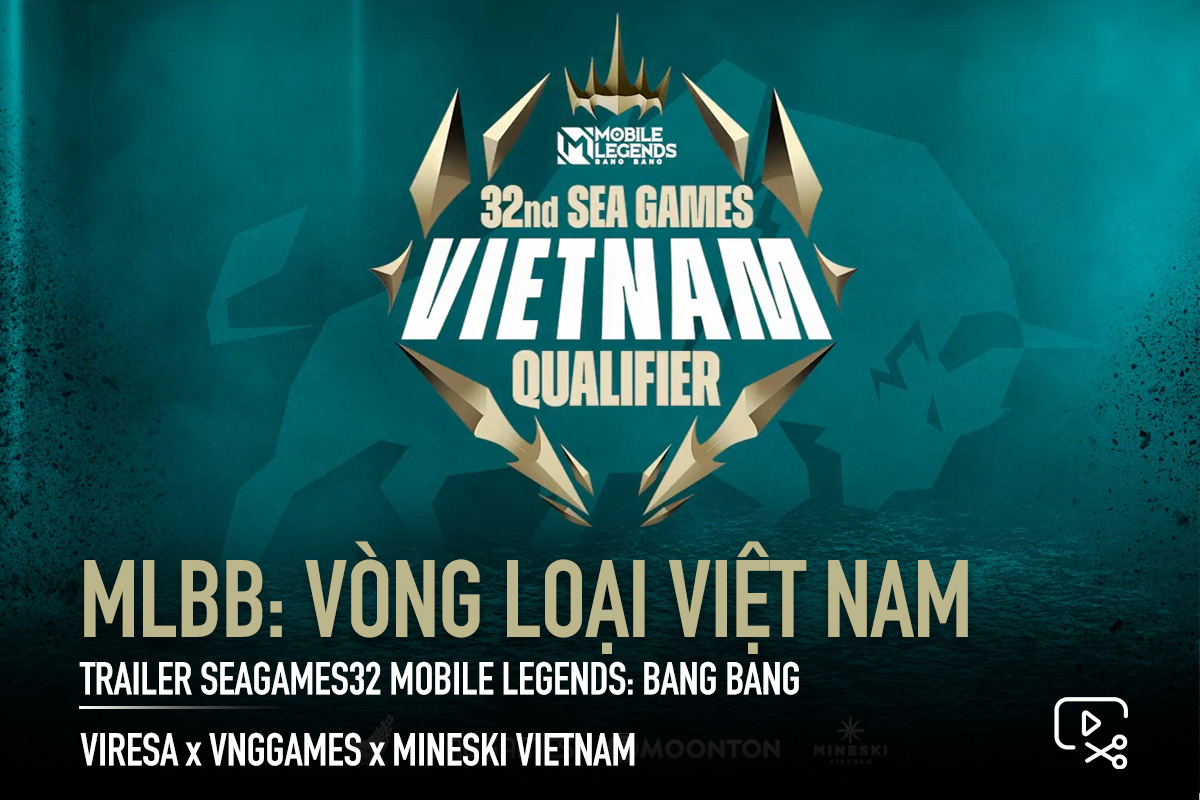 MOBILE
LEGENDS
BANG BANG
32nd SEA GAMES
VIETNAM
QUALIFIER
MLBB: VÒNG LOẠI VIỆT NAM
TRAILER SEAGAMES32 MOBILE LEGENDS: BANG BANG
VIRESA x VNGGAMES x MINESKI VIETNAM
MOONTON
MINESKI
VIETNAM